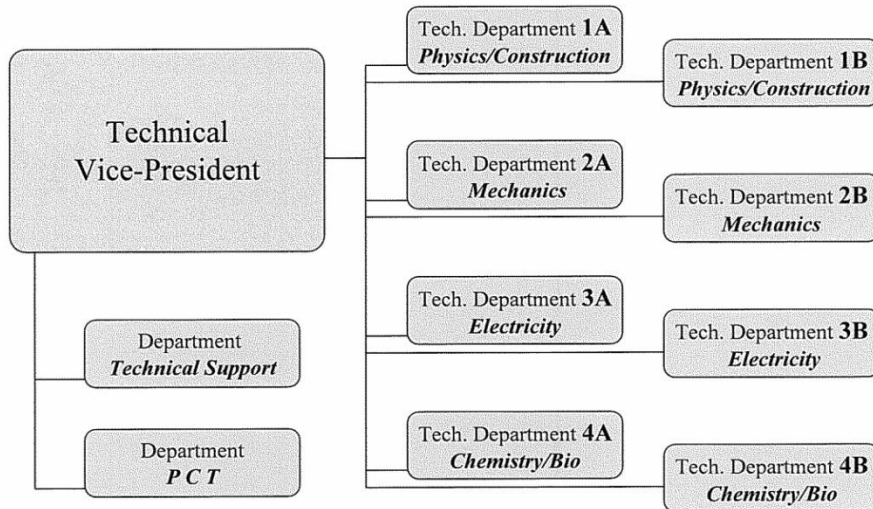 Technical
Vice-President
Department
Technical Support
Department
P C T
Tech. Department 1A
Physics/Construction
Tech. Department 1B
Physics/Construction
Tech. Department 2A
Mechanics
Tech. Department 2B
Mechanics
Tech. Department 3A
Electricity
Tech. Department 3B
Electricity
Tech. Department 4A
Chemistry/Bio
Tech. Department 4B
Chemistry/Bio